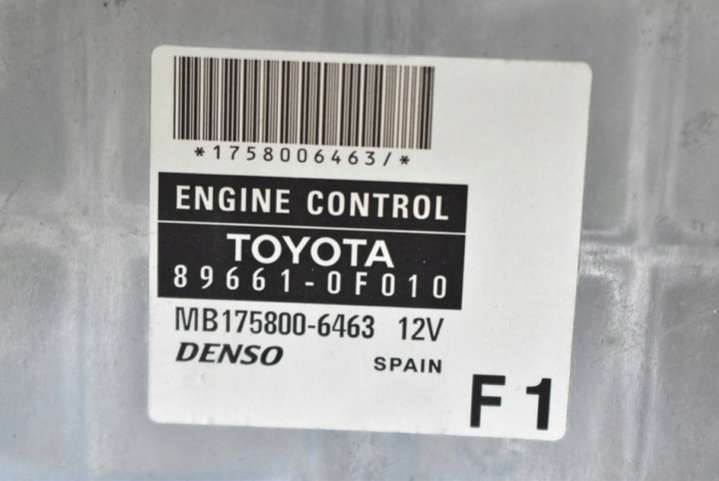 *1758006463/*
ENGINE CONTROL
TOYOTA
89661-0F010
MB175800-6463 12V
DENSO SPAIN
F1